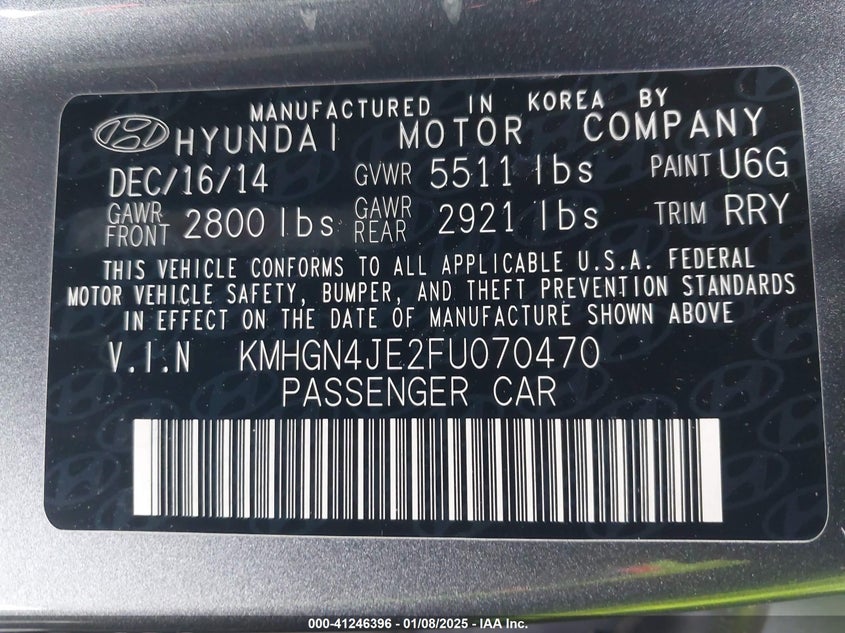 MANUFACTURED IN KOREA BY
HYUNDAI MOTOR COMPANY
DEC/16/14 GVWR 5511 lbs PAINT U6G
GAWR FRONT 2800 lbs GAWR REAR 2921 lbs TRIM RRY
THIS VEHICLE CONFORMS TO ALL APPLICABLE U.S.A. FEDERAL
MOTOR VEHICLE SAFETY, BUMPER, AND THEFT PREVENTION STANDARDS
IN EFFECT ON THE DATE OF MANUFACTURE SHOWN ABOVE
V.I.N KMHGN4JE2FU070470
PASSENGER CAR
000-41246396 - 01/08/2025 - IAA Inc.